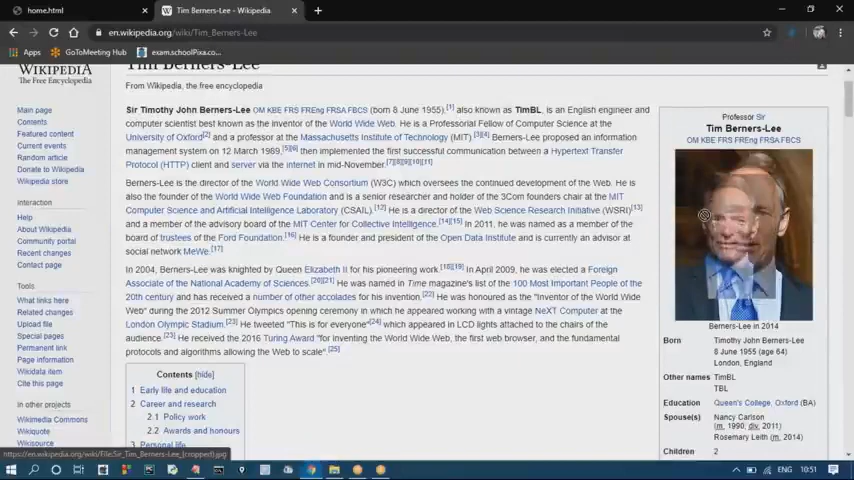 home.html
Tim Berners-Lee - Wikipedia
en.wikipedia.org/wiki/Tim_Berners-Lee
Apps
GoToMeeting Hub
exam.schoolPixa.co...
WIKIPEDIA
The Free Encyclopedia
Main page
Contents
Featured content
Current events
Random article
Donate to Wikipedia
Wikipedia store
Interaction
Help
About Wikipedia
Community portal
Recent changes
Contact page
Tools
What links here
Related changes
Upload file
Special pages
Permanent link
Page information
Wikidata item
Cite this page
In other projects
Wikimedia Commons
Wikiquote
Wikisource
Tim Berners-Lee
From Wikipedia, the free encyclopedia
Sir Timothy John Berners-Lee OM KBE FRS FREng FRSA FBCS (born 8 June 1955),[1] also known as TimBL, is an English engineer and
computer scientist best known as the inventor of the World Wide Web. He is a Professorial Fellow of Computer Science at the
University of Oxford[2] and a professor at the Massachusetts Institute of Technology (MIT).[3][4] Berners-Lee proposed an information
management system on 12 March 1989,[5][6] then implemented the first successful communication between a Hypertext Transfer
Protocol (HTTP) client and server via the internet in mid-November.[7][8][9][10][11]
Berners-Lee is the director of the World Wide Web Consortium (W3C) which oversees the continued development of the Web. He is
also the founder of the World Wide Web Foundation and is a senior researcher and holder of the 3Com founders chair at the MIT
Computer Science and Artificial Intelligence Laboratory (CSAIL).[12] He is a director of the Web Science Research Initiative (WSRI)[13]
and a member of the advisory board of the MIT Center for Collective Intelligence.[14][15] In 2011, he was named as a member of the
board of trustees of the Ford Foundation.[16] He is a founder and president of the Open Data Institute and is currently an advisor at
social network MeWe.[17]
In 2004, Berners-Lee was knighted by Queen Elizabeth II for his pioneering work.[18][19] In April 2009, he was elected a Foreign
Associate of the National Academy of Sciences.[20][21] He was named in Time magazine's list of the 100 Most Important People of the
20th century and has received a number of other accolades for his invention.[22] He was honoured as the "Inventor of the World Wide
Web" during the 2012 Summer Olympics opening ceremony in which he appeared working with a vintage NeXT Computer at the
London Olympic Stadium.[23] He tweeted "This is for everyone"[24] which appeared in LCD lights attached to the chairs of the
audience.[23] He received the 2016 Turing Award "for inventing the World Wide Web, the first web browser, and the fundamental
protocols and algorithms allowing the Web to scale".[25]
Contents [hide]
1 Early life and education
2 Career and research
2.1 Policy work
2.2 Awards and honours
3 Personal life
Professor Sir
Tim Berners-Lee
OM KBE FRS FREng FRSA FBCS
Berners-Lee in 2014
Born Timothy John Berners-Lee
8 June 1955 (age 64)
London, England
Other names TimBL
TBL
Education Queen's College, Oxford (BA)
Spouse(s) Nancy Carlson
(m. 1990; div. 2011)
Rosemary Leith (m. 2014)
Children 2
https://en.wikipedia.org/wiki/File:Sir_Tim_Berners-Lee_(cropped).jpg
ENG
10:51